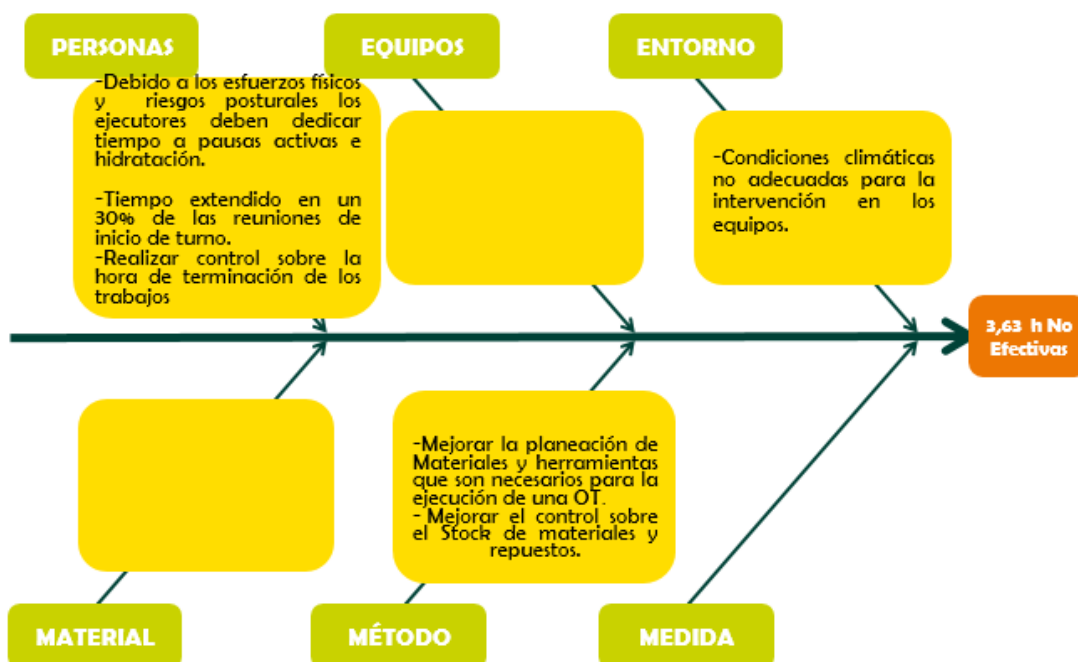 PERSONAS
EQUIPOS
ENTORNO
-Debido a los esfuerzos físicos
y riesgos posturales los
ejecutores deben dedicar
tiempo a pausas activas e
hidratación.
-Tiempo extendido en un
30% de las reuniones de
inicio de turno.
-Realizar control sobre la
hora de terminación de los
trabajos
-Condiciones climáticas
no adecuadas para la
intervención en los
equipos.
3,63 h No
Efectivas
-Mejorar la planeación de
Materiales y herramientas
que son necesarios para la
ejecución de una OT.
- Mejorar el control sobre
el Stock de materiales y
repuestos.
MATERIAL
MÉTODO
MEDIDA